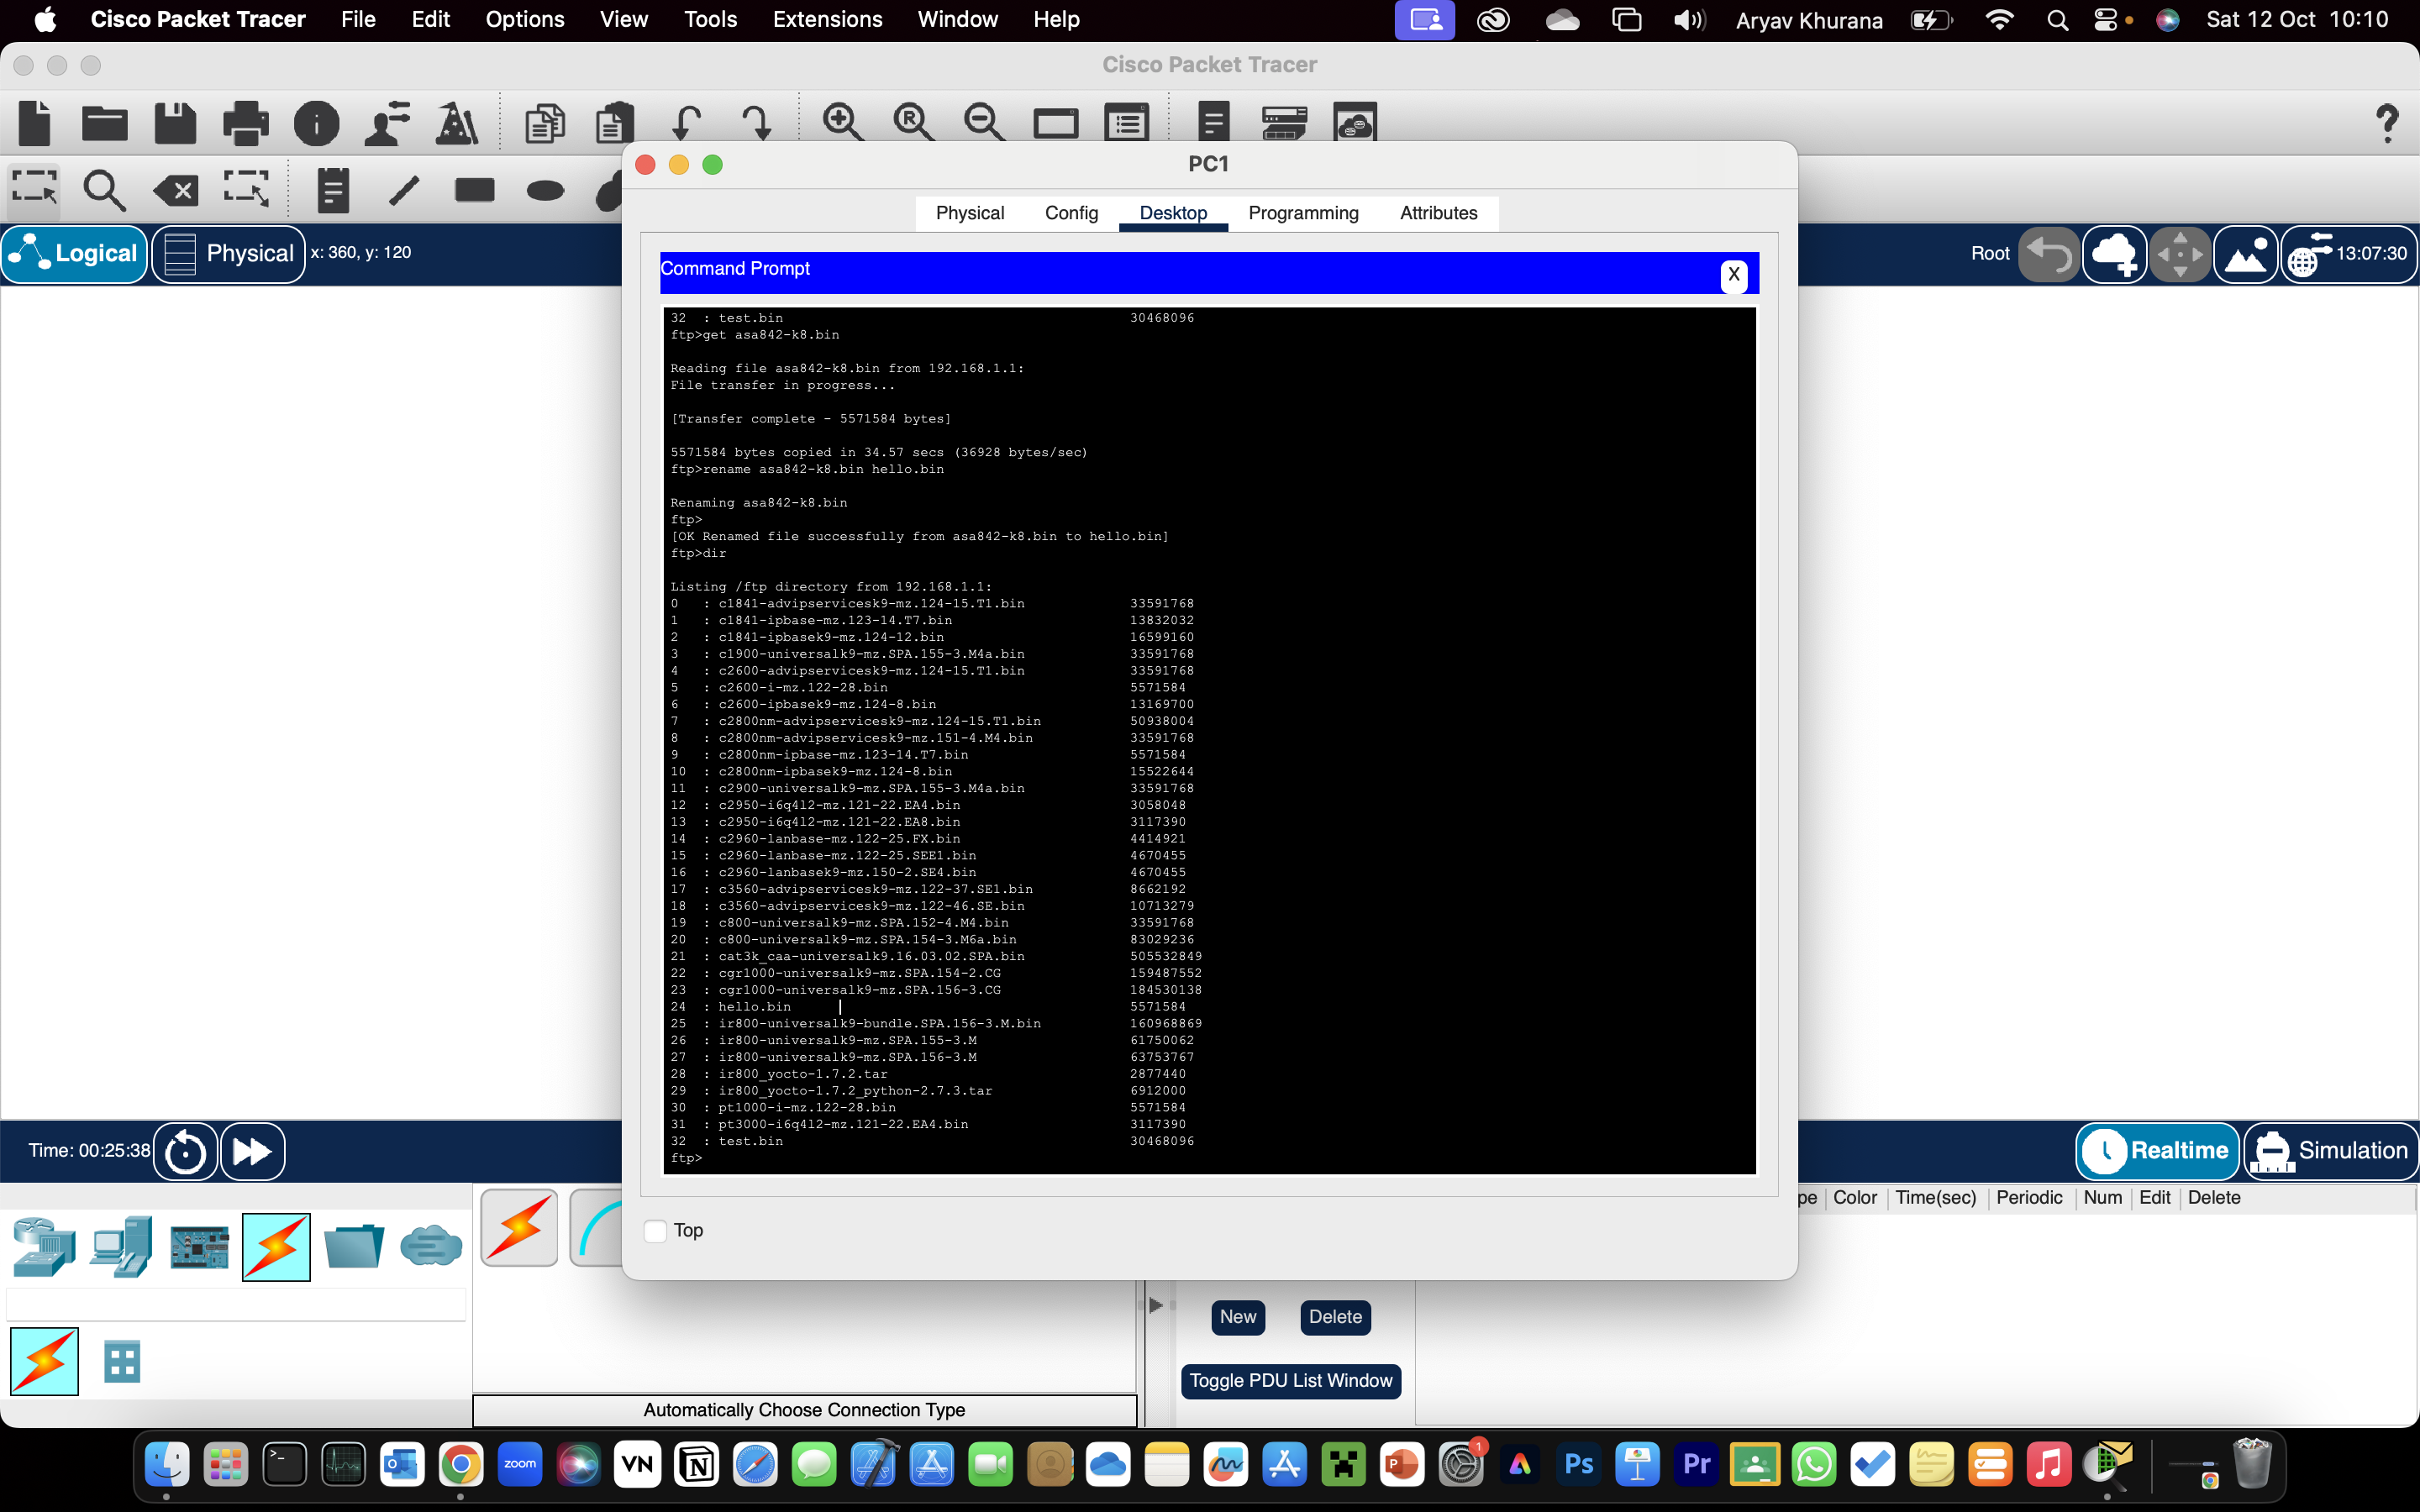 Cisco Packet Tracer File Edit Options View Tools Extensions Window Help Aryav Khurana Sat 12 Oct 10:10
Cisco Packet Tracer
PC1
Physical Config Desktop Programming Attributes
Logical Physical x: 360, y: 120 Root 13:07:30
Command Prompt X
32 : test.bin 30468096
ftp>get asa842-k8.bin
Reading file asa842-k8.bin from 192.168.1.1:
File transfer in progress...
[Transfer complete - 5571584 bytes]
5571584 bytes copied in 34.57 secs (36928 bytes/sec)
ftp>rename asa842-k8.bin hello.bin
Renaming asa842-k8.bin
ftp>
[OK Renamed file successfully from asa842-k8.bin to hello.bin]
ftp>dir
Listing /ftp directory from 192.168.1.1:
0 : c1841-advipservicesk9-mz.124-15.T1.bin 33591768
1 : c1841-ipbase-mz.123-14.T7.bin 13832032
2 : c1841-ipbasek9-mz.124-12.bin 16599160
3 : c1900-universalk9-mz.SPA.155-3.M4a.bin 33591768
4 : c2600-advipservicesk9-mz.124-15.T1.bin 33591768
5 : c2600-i-mz.122-28.bin 5571584
6 : c2600-ipbasek9-mz.124-8.bin 13169700
7 : c2800nm-advipservicesk9-mz.124-15.T1.bin 50938004
8 : c2800nm-advipservicesk9-mz.151-4.M4.bin 33591768
9 : c2800nm-ipbase-mz.123-14.T7.bin 5571584
10 : c2800nm-ipbasek9-mz.124-8.bin 15522644
11 : c2900-universalk9-mz.SPA.155-3.M4a.bin 33591768
12 : c2950-i6q4l2-mz.121-22.EA4.bin 3058048
13 : c2950-i6q4l2-mz.121-22.EA8.bin 3117390
14 : c2960-lanbase-mz.122-25.FX.bin 4414921
15 : c2960-lanbase-mz.122-25.SEE1.bin 4670455
16 : c2960-lanbasek9-mz.150-2.SE4.bin 4670455
17 : c3560-advipservicesk9-mz.122-37.SE1.bin 8662192
18 : c3560-advipservicesk9-mz.122-46.SE.bin 10713279
19 : c800-universalk9-mz.SPA.152-4.M4.bin 33591768
20 : c800-universalk9-mz.SPA.154-3.M6a.bin 83029236
21 : cat3k_caa-universalk9.16.03.02.SPA.bin 505532849
22 : cgr1000-universalk9-mz.SPA.154-2.CG 159487552
23 : cgr1000-universalk9-mz.SPA.156-3.CG 184530138
24 : hello.bin 5571584
25 : ir800-universalk9-bundle.SPA.156-3.M.bin 160968869
26 : ir800-universalk9-mz.SPA.155-3.M 61750062
27 : ir800-universalk9-mz.SPA.156-3.M 63753767
28 : ir800_yocto-1.7.2.tar 2877440
29 : ir800_yocto-1.7.2_python-2.7.3.tar 6912000
30 : pt1000-i-mz.122-28.bin 5571584
31 : pt3000-i6q4l2-mz.121-22.EA4.bin 3117390
32 : test.bin 30468096
ftp>
Time: 00:25:38 Realtime Simulation
pe Color Time(sec) Periodic Num Edit Delete
Top
New Delete
Toggle PDU List Window
Automatically Choose Connection Type
zoom VN Ps Pr 1